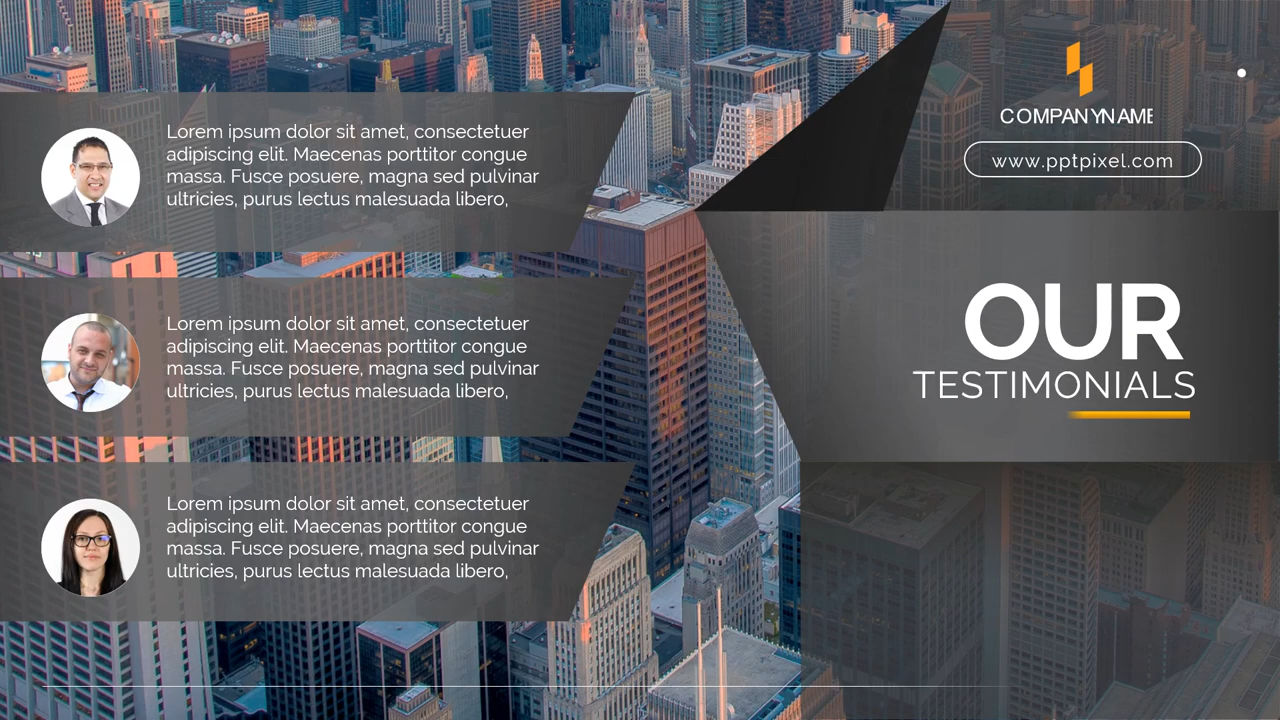 Lorem ipsum dolor sit amet, consectetuer
adipiscing elit. Maecenas porttitor congue
massa. Fusce posuere, magna sed pulvinar
ultricies, purus lectus malesuada libero,
Lorem ipsum dolor sit amet, consectetuer
adipiscing elit. Maecenas porttitor congue
massa. Fusce posuere, magna sed pulvinar
ultricies, purus lectus malesuada libero,
Lorem ipsum dolor sit amet, consectetuer
adipiscing elit. Maecenas porttitor congue
massa. Fusce posuere, magna sed pulvinar
ultricies, purus lectus malesuada libero,
COMPANYNAME
www.pptpixel.com
OUR
TESTIMONIALS